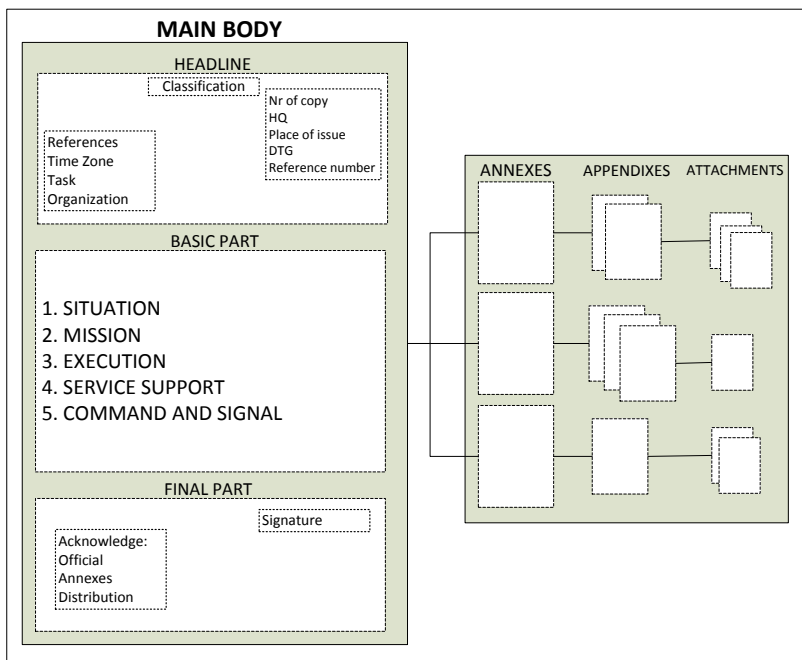 MAIN BODY
HEADLINE
Classification
Nr of copy
HQ
Place of issue
DTG
Reference number
References
Time Zone
Task
Organization
BASIC PART
1. SITUATION
2. MISSION
3. EXECUTION
4. SERVICE SUPPORT
5. COMMAND AND SIGNAL
FINAL PART
Signature
Acknowledge:
Official
Annexes
Distribution
ANNEXES
APPENDIXES
ATTACHMENTS